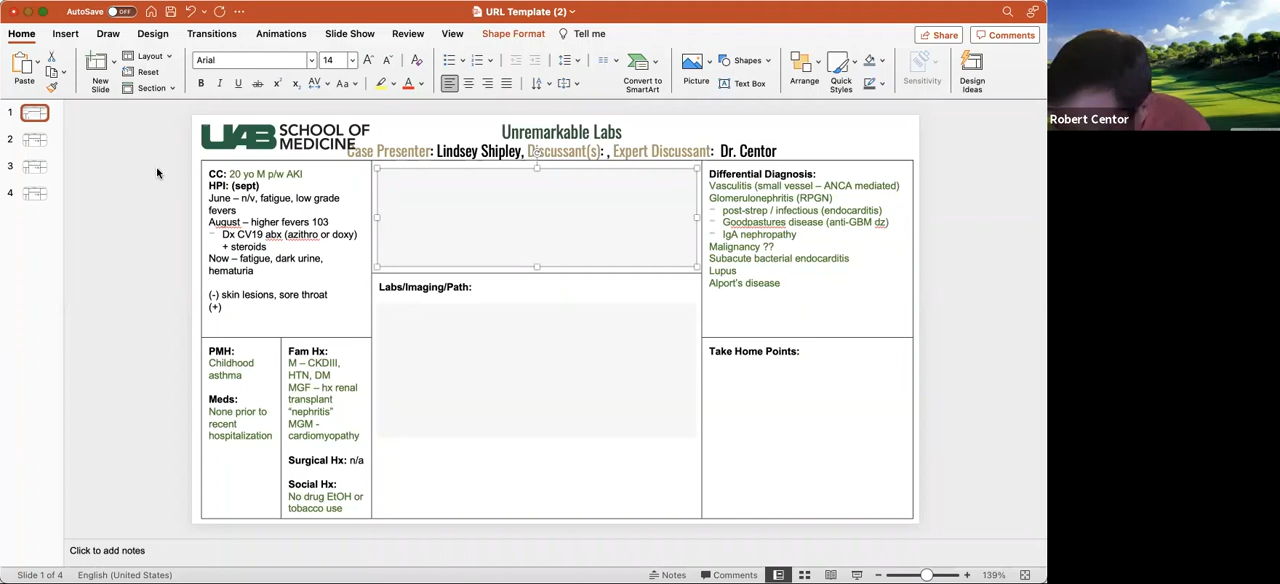 AutoSave OFF
URL Template (2)
Home Insert Draw Design Transitions Animations Slide Show Review View Shape Format Tell me
Share Comments
Paste
New
Slide
Layout
Reset
Section
Arial 14
Convert to
SmartArt
Picture
Shapes
Text Box
Arrange
Quick
Styles
Sensitivity
Design
Ideas
1
2
3
4
UAB SCHOOL OF
MEDICINE
Unremarkable Labs
Case Presenter: Lindsey Shipley, Discussant(s): , Expert Discussant: Dr. Centor
CC: 20 yo M p/w AKI
HPI: (sept)
June – n/v, fatigue, low grade
fevers
August – higher fevers 103
– Dx CV19 abx (azithro or doxy)
+ steroids
Now – fatigue, dark urine,
hematuria
(-) skin lesions, sore throat
(+)
PMH:
Childhood
asthma
Meds:
None prior to
recent
hospitalization
Fam Hx:
M – CKDIII,
HTN, DM
MGF – hx renal
transplant
“nephritis”
MGM -
cardiomyopathy
Surgical Hx: n/a
Social Hx:
No drug EtOH or
tobacco use
Labs/Imaging/Path:
Differential Diagnosis:
Vasculitis (small vessel – ANCA mediated)
Glomerulonephritis (RPGN)
– post-strep / infectious (endocarditis)
– Goodpastures disease (anti-GBM dz)
– IgA nephropathy
Malignancy ??
Subacute bacterial endocarditis
Lupus
Alport's disease
Take Home Points:
Click to add notes
Slide 1 of 4 English (United States) Notes Comments 139%
Robert Centor